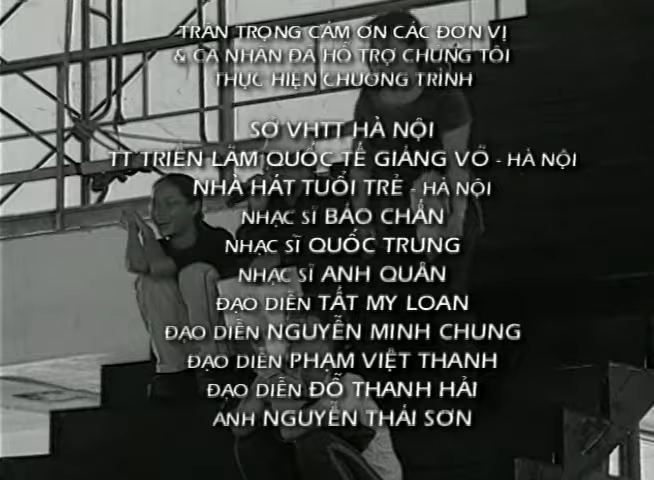 TRÂN TRỌNG CẢM ƠN CÁC ĐƠN VỊ
& CÁ NHÂN ĐÃ HỖ TRỢ CHÚNG TÔI
THỰC HIỆN CHƯƠNG TRÌNH
SỞ VHTT HÀ NỘI
TT TRIỂN LÃM QUỐC TẾ GIẢNG VÕ - HÀ NỘI
NHÀ HÁT TUỔI TRẺ - HÀ NỘI
NHẠC SĨ BẢO CHẤN
NHẠC SĨ QUỐC TRUNG
NHẠC SĨ ANH QUÂN
ĐẠO DIỄN TẤT MY LOAN
ĐẠO DIỄN NGUYỄN MINH CHUNG
ĐẠO DIỄN PHẠM VIỆT THANH
ĐẠO DIỄN ĐỖ THANH HẢI
ANH NGUYỄN THÁI SƠN